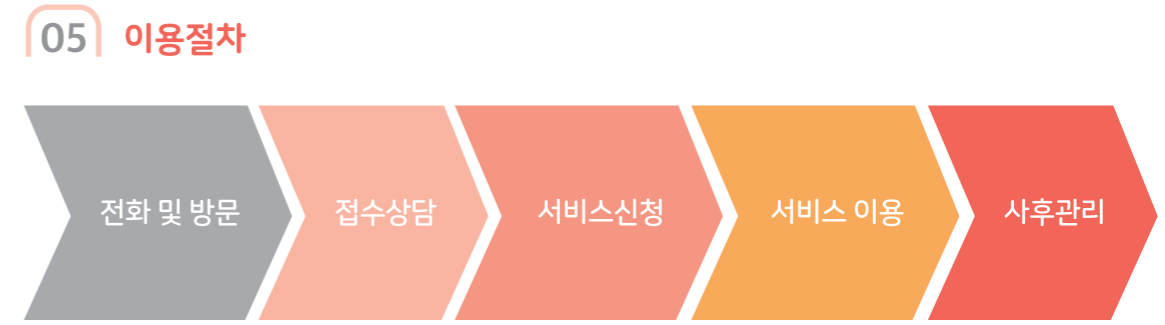 05 이용절차
전화 및 방문
접수상담
서비스신청
서비스 이용
사후관리